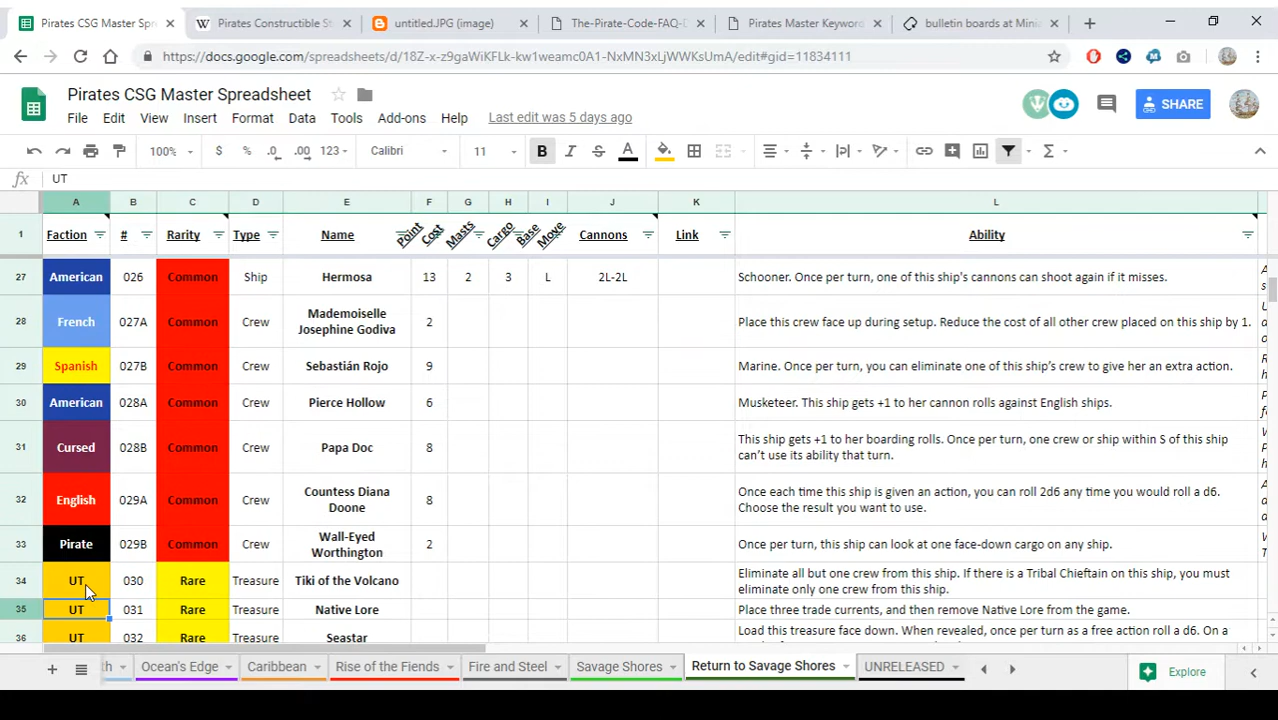 Pirates CSG Master Spr
Pirates Constructible St
untitled.JPG (image)
The-Pirate-Code-FAQ-
Pirates Master Keyword
bulletin boards at Mini
https://docs.google.com/spreadsheets/d/18Z-x-z9gaWiKFLk-kw1weamc0A1-NxMN3xLjWWKsUmA/edit#gid=11834111
Pirates CSG Master Spreadsheet
SHARE
File Edit View Insert Format Data Tools Add-ons Help Last edit was 5 days ago
100% $ % .0 .00 123 Calibri 11 B I S A
fx UT
A B C D E F G H I J K L
1 Faction # Rarity Type Name Point Cost Masts Cargo Base Move Cannons Link Ability
27 American 026 Common Ship Hermosa 13 2 3 L 2L-2L Schooner. Once per turn, one of this ship's cannons can shoot again if it misses.
28 French 027A Common Crew Mademoiselle
Josephine Godiva 2 Place this crew face up during setup. Reduce the cost of all other crew placed on this ship by 1.
29 Spanish 027B Common Crew Sebastián Rojo 9 Marine. Once per turn, you can eliminate one of this ship’s crew to give her an extra action.
30 American 028A Common Crew Pierce Hollow 6 Musketeer. This ship gets +1 to her cannon rolls against English ships.
31 Cursed 028B Common Crew Papa Doc 8 This ship gets +1 to her boarding rolls. Once per turn, one crew or ship within S of this ship
can’t use its ability that turn.
32 English 029A Common Crew Countess Diana
Doone 8 Once each time this ship is given an action, you can roll 2d6 any time you would roll a d6.
Choose the result you want to use.
33 Pirate 029B Common Crew Wall-Eyed
Worthington 2 Once per turn, this ship can look at one face-down cargo on any ship.
34 UT 030 Rare Treasure Tiki of the Volcano Eliminate all but one crew from this ship. If there is a Tribal Chieftain on this ship, you must
eliminate only one crew from this ship.
35 UT 031 Rare Treasure Native Lore Place three trade currents, and then remove Native Lore from the game.
36 UT 032 Rare Treasure Seastar Load this treasure face down. When revealed, once per turn as a free action roll a d6. On a
th Ocean's Edge Caribbean Rise of the Fiends Fire and Steel Savage Shores Return to Savage Shores UNRELEASED Explore